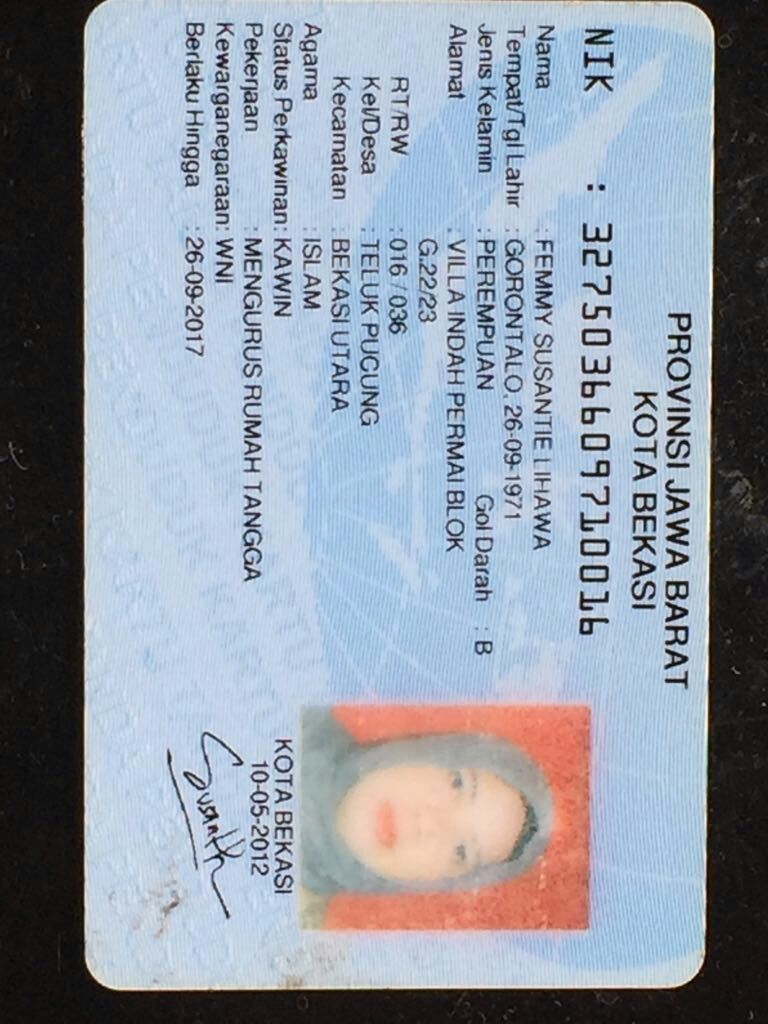 PROVINSI JAWA BARAT
KOTA BEKASI
NIK : 3275036609710016
Nama : FEMMY SUSANTIE LIHAWA
Tempat/Tgl Lahir : GORONTALO, 26-09-1971
Jenis Kelamin : PEREMPUAN Gol Darah : B
Alamat : VILLA INDAH PERMAI BLOK
G.22/23
RT/RW : 016 / 036
Kel/Desa : TELUK PUCUNG
Kecamatan : BEKASI UTARA
Agama : ISLAM
Status Perkawinan: KAWIN
Pekerjaan : MENGURUS RUMAH TANGGA
Kewarganegaraan: WNI
Berlaku Hingga : 26-09-2017
KOTA BEKASI
10-05-2012